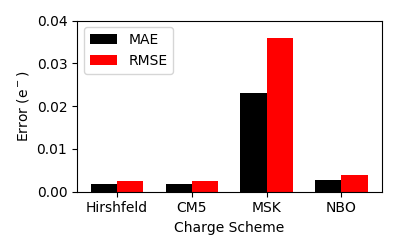 0.04
0.03
0.02
0.01
0.00
Error (e⁻)
MAE
RMSE
Hirshfeld CM5 MSK NBO
Charge Scheme